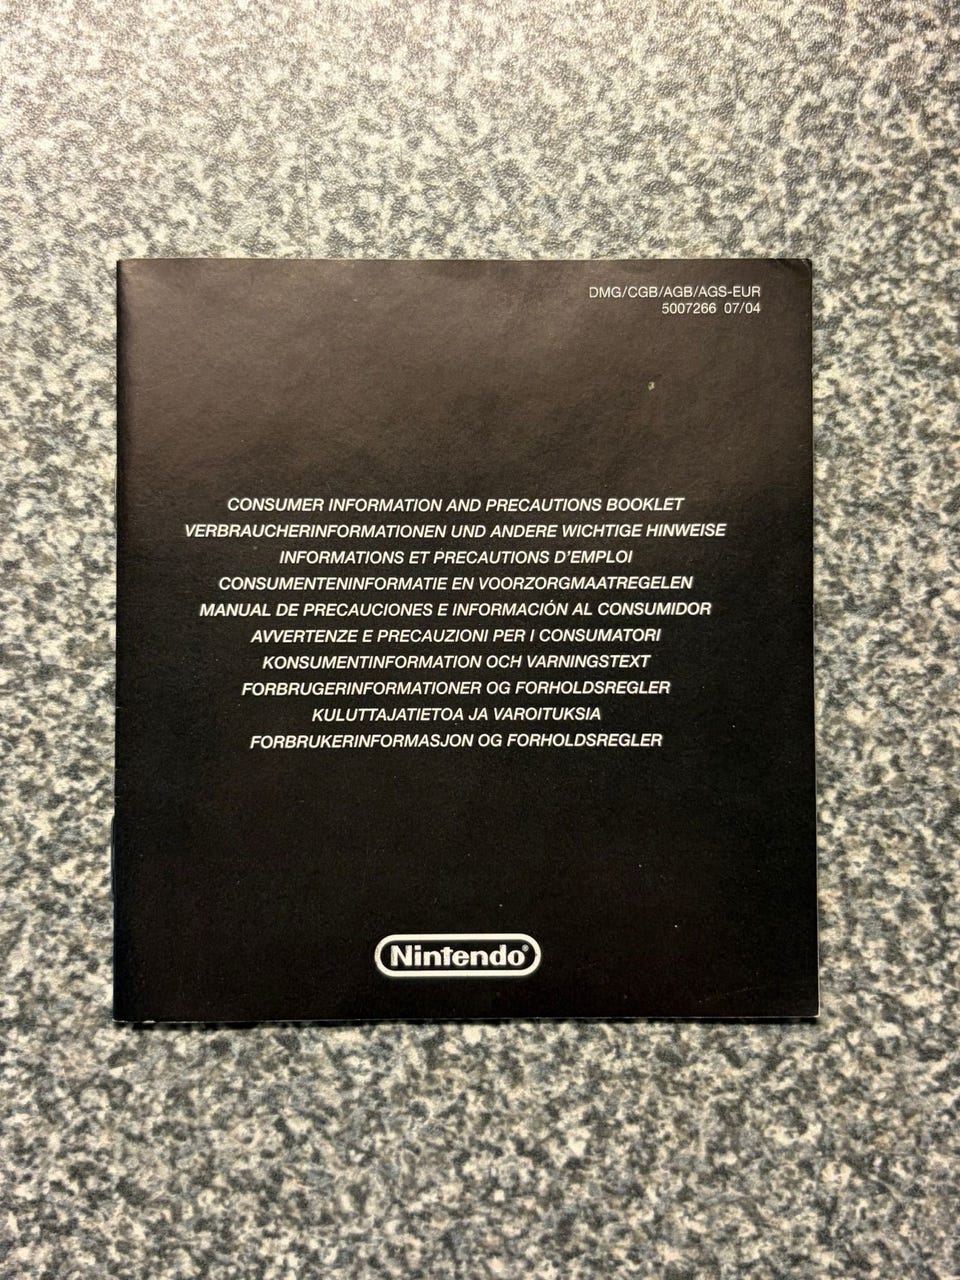 DMG/CGB/AGB/AGS-EUR
5007266 07/04
CONSUMER INFORMATION AND PRECAUTIONS BOOKLET
VERBRAUCHERINFORMATIONEN UND ANDERE WICHTIGE HINWEISE
INFORMATIONS ET PRECAUTIONS D'EMPLOI
CONSUMENTENINFORMATIE EN VOORZORGMAATREGELEN
MANUAL DE PRECAUCIONES E INFORMACIÓN AL CONSUMIDOR
AVVERTENZE E PRECAUZIONI PER I CONSUMATORI
KONSUMENTINFORMATION OCH VARNINGSTEXT
FORBRUGERINFORMATIONER OG FORHOLDSREGLER
KULUTTAJATIETOA JA VAROITUKSIA
FORBRUKERINFORMASJON OG FORHOLDSREGLER
Nintendo®